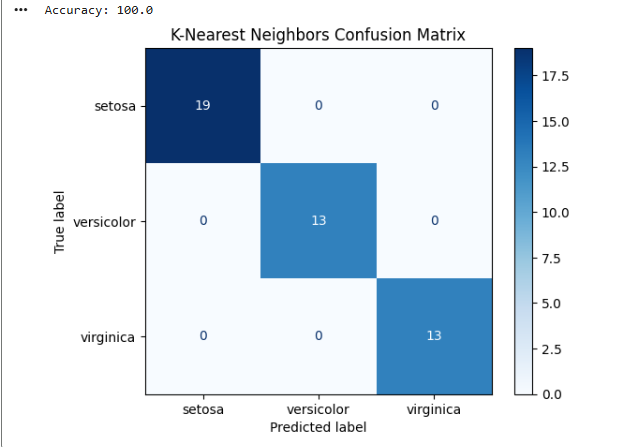 ••• Accuracy: 100.0
K-Nearest Neighbors Confusion Matrix
setosa 19 0 0
versicolor 0 13 0
virginica 0 0 13
setosa versicolor virginica
Predicted label
True label
17.5
15.0
12.5
10.0
7.5
5.0
2.5
0.0